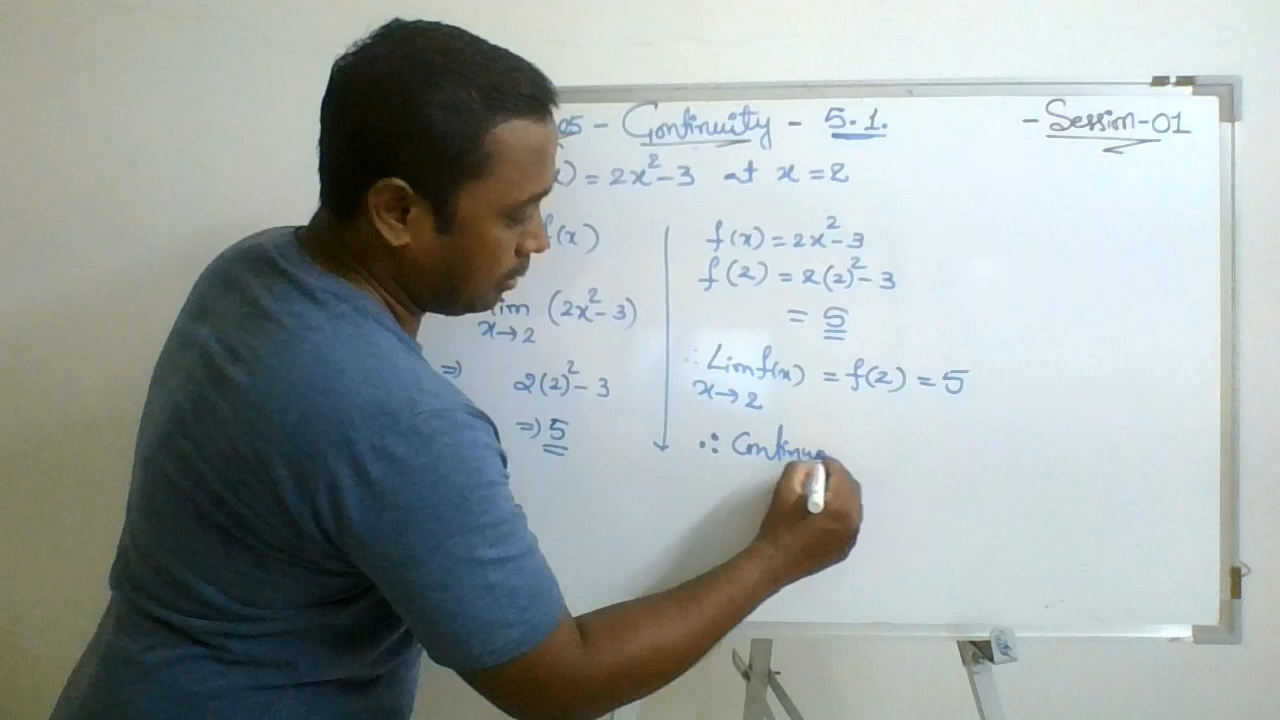 05 - Continuity - 5.1. - Session-01
x) = 2x² - 3 at x = 2
f(x)
lim (2x² - 3)
x → 2
⇒ 2(2)² - 3
⇒ 5
f(x) = 2x² - 3
f(2) = 2(2)² - 3
= 5
∴ Lim f(x) = f(2) = 5
x → 2
∴ Continu